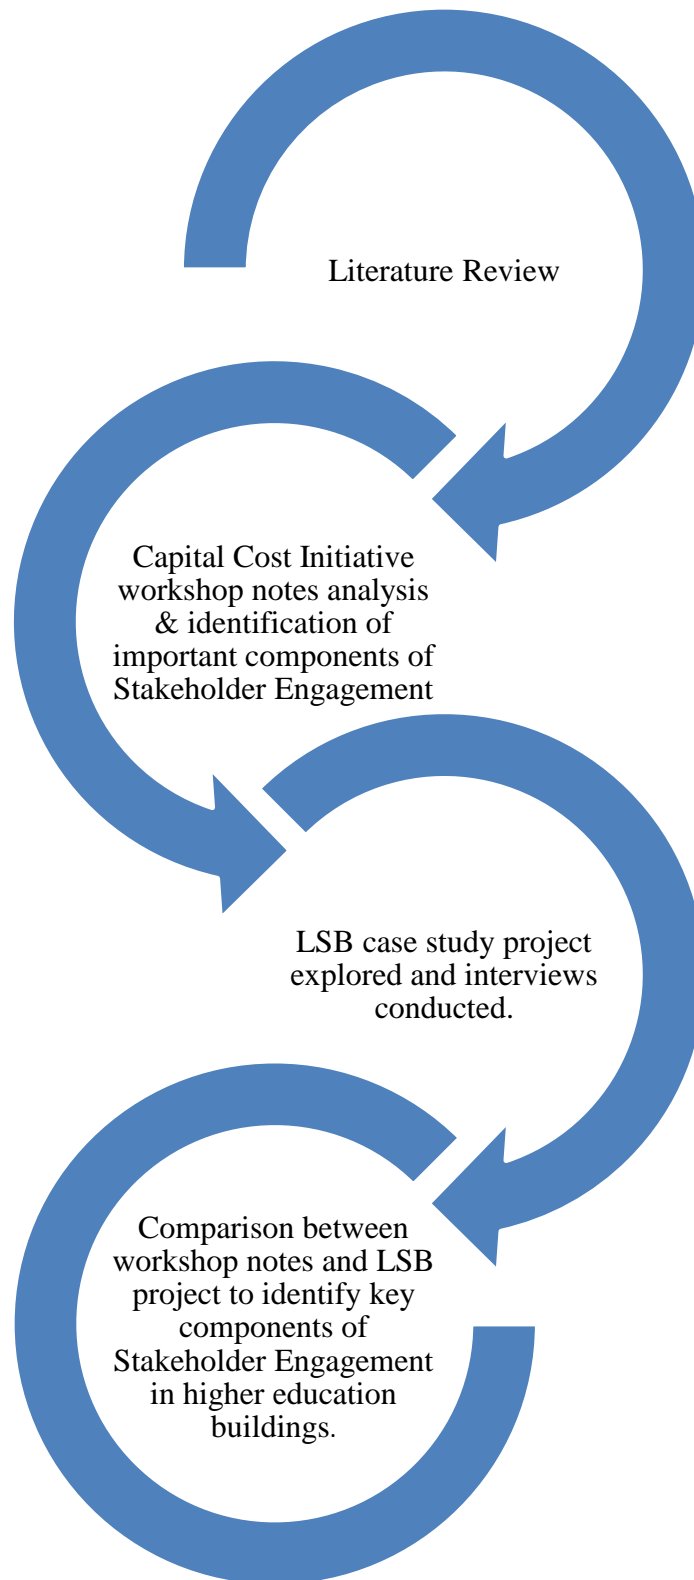 Literature Review
Capital Cost Initiative
workshop notes analysis
& identification of
important components of
Stakeholder Engagement
LSB case study project
explored and interviews
conducted.
Comparison between
workshop notes and LSB
project to identify key
components of
Stakeholder Engagement
in higher education
buildings.